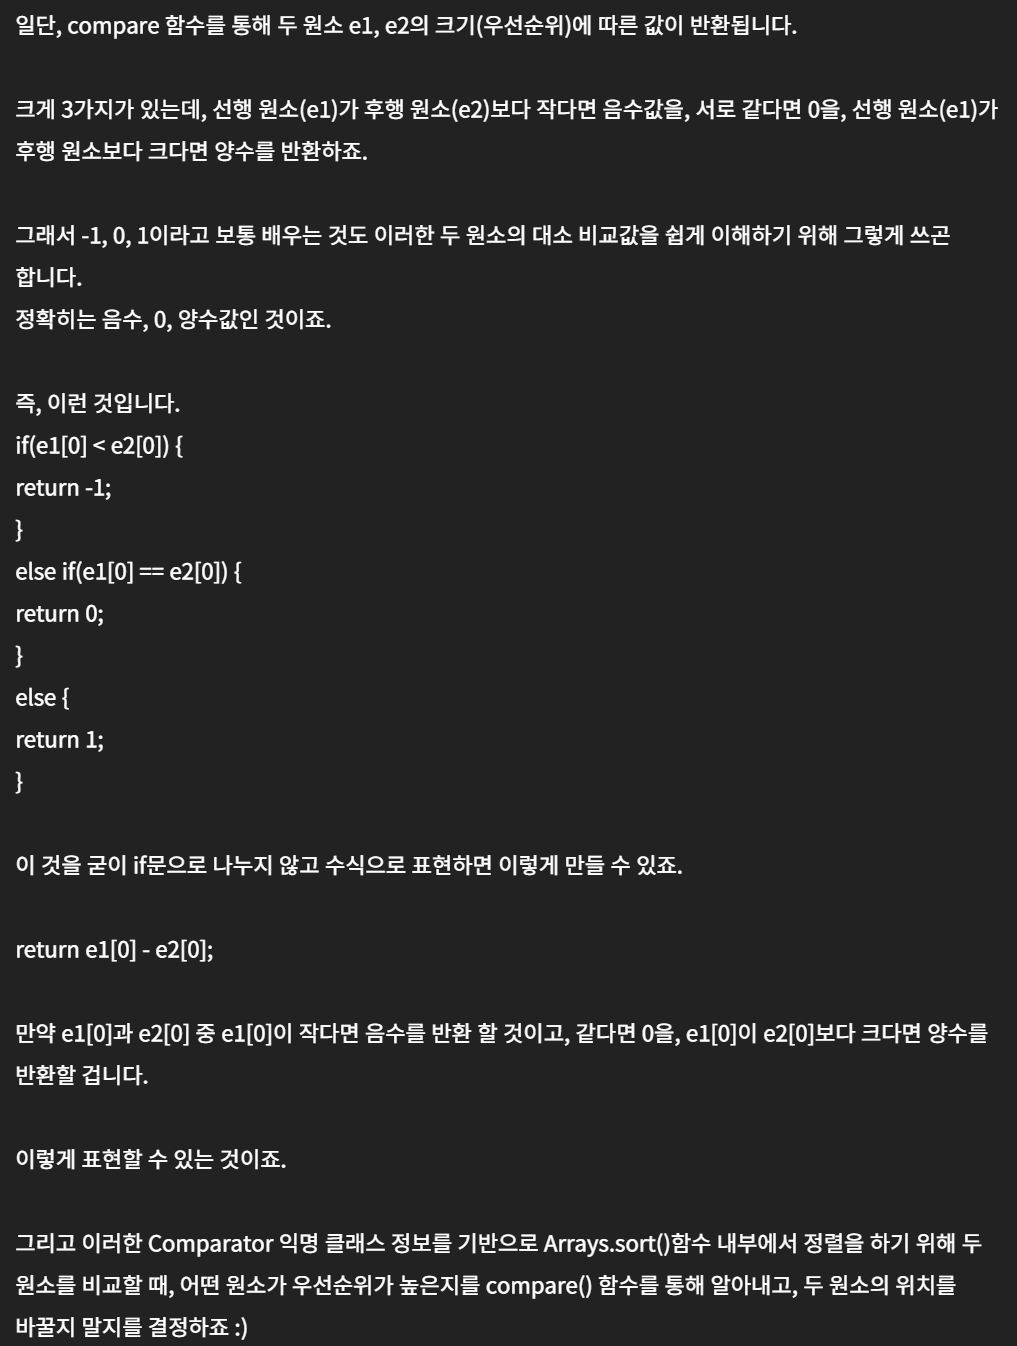 일단, compare 함수를 통해 두 원소 e1, e2의 크기(우선순위)에 따른 값이 반환됩니다.
크게 3가지가 있는데, 선행 원소(e1)가 후행 원소(e2)보다 작다면 음수값을, 서로 같다면 0을, 선행 원소(e1)가
후행 원소보다 크다면 양수를 반환하죠.
그래서 -1, 0, 1이라고 보통 배우는 것도 이러한 두 원소의 대소 비교값을 쉽게 이해하기 위해 그렇게 쓰곤
합니다.
정확히는 음수, 0, 양수값인 것이죠.
즉, 이런 것입니다.
if(e1[0] < e2[0]) {
return -1;
}
else if(e1[0] == e2[0]) {
return 0;
}
else {
return 1;
}
이 것을 굳이 if문으로 나누지 않고 수식으로 표현하면 이렇게 만들 수 있죠.
return e1[0] - e2[0];
만약 e1[0]과 e2[0] 중 e1[0]이 작다면 음수를 반환 할 것이고, 같다면 0을, e1[0]이 e2[0]보다 크다면 양수를
반환할 겁니다.
이렇게 표현할 수 있는 것이죠.
그리고 이러한 Comparator 익명 클래스 정보를 기반으로 Arrays.sort()함수 내부에서 정렬을 하기 위해 두
원소를 비교할 때, 어떤 원소가 우선순위가 높은지를 compare() 함수를 통해 알아내고, 두 원소의 위치를
바꿀지 말지를 결정하죠 :)